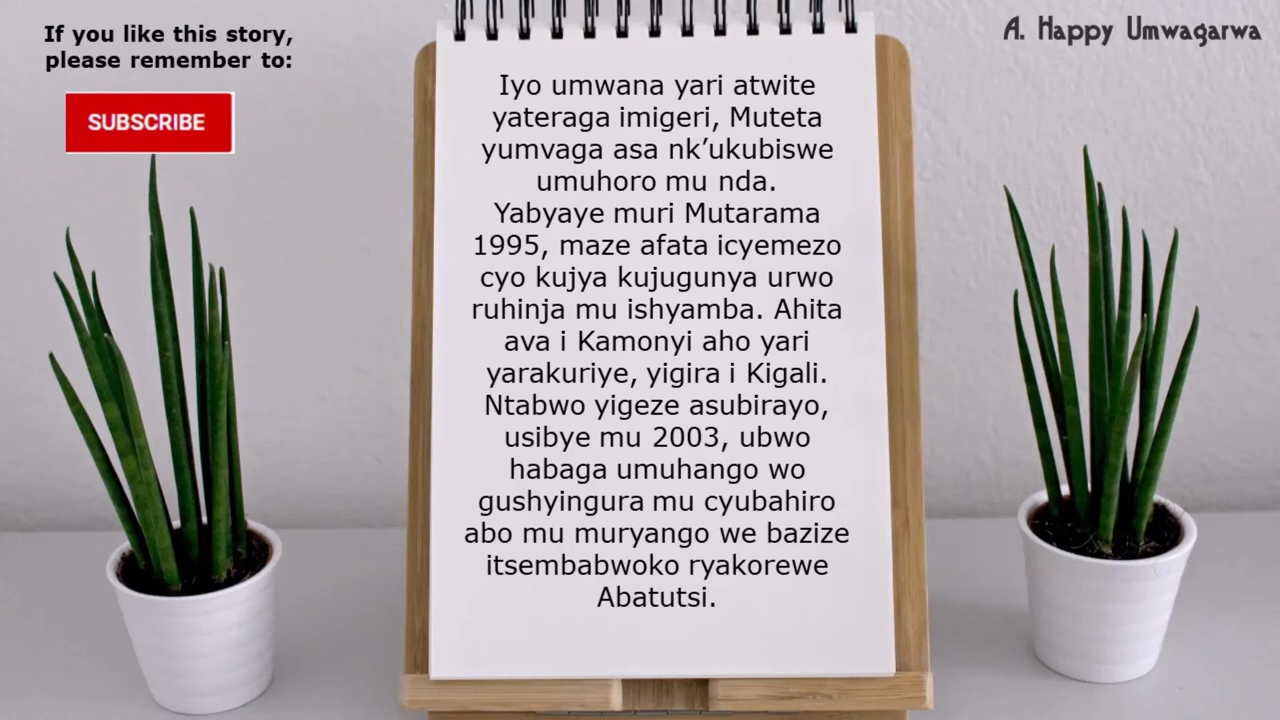 If you like this story,
please remember to:
SUBSCRIBE
A. Happy Umwagarwa
Iyo umwana yari atwite
yateraga imigeri, Muteta
yumvaga asa nk’ukubiswe
umuhoro mu nda.
Yabyaye muri Mutarama
1995, maze afata icyemezo
cyo kujya kujugunya urwo
ruhinja mu ishyamba. Ahita
ava i Kamonyi aho yari
yarakuriye, yigira i Kigali.
Ntabwo yigeze asubirayo,
usibye mu 2003, ubwo
habaga umuhango wo
gushyingura mu cyubahiro
abo mu muryango we bazize
itsembabwoko ryakorewe
Abatutsi.